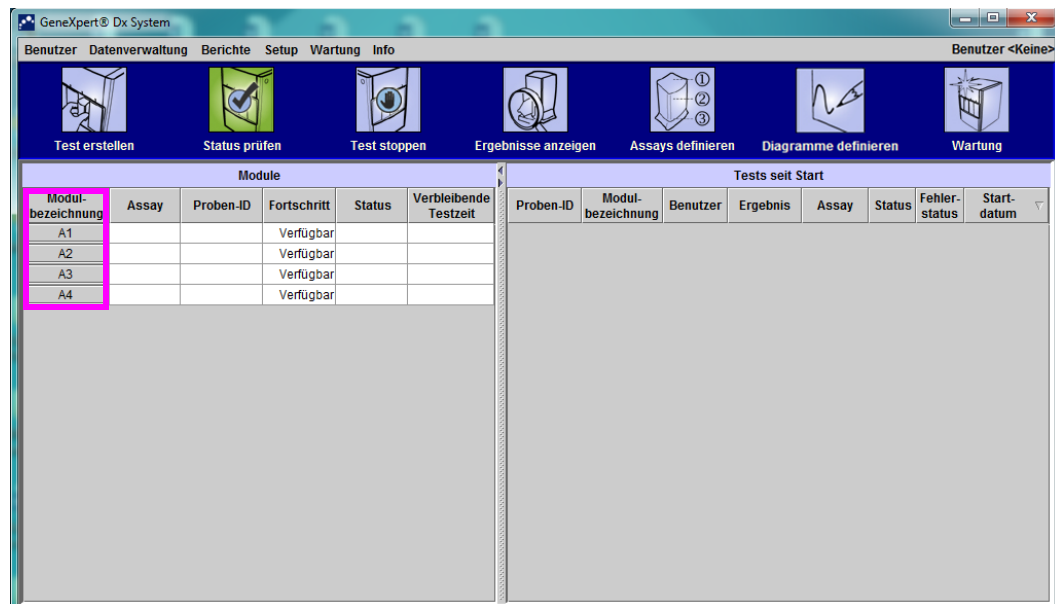 GeneXpert® Dx System
Benutzer Datenverwaltung Berichte Setup Wartung Info Benutzer <Keine>
① ② ③
Test erstellen Status prüfen Test stoppen Ergebnisse anzeigen Assays definieren Diagramme definieren Wartung
Module
Modul-bezeichnung Assay Proben-ID Fortschritt Status Verbleibende Testzeit
A1 Verfügbar
A2 Verfügbar
A3 Verfügbar
A4 Verfügbar
Tests seit Start
Proben-ID Modul-bezeichnung Benutzer Ergebnis Assay Status Fehler-status Start-datum